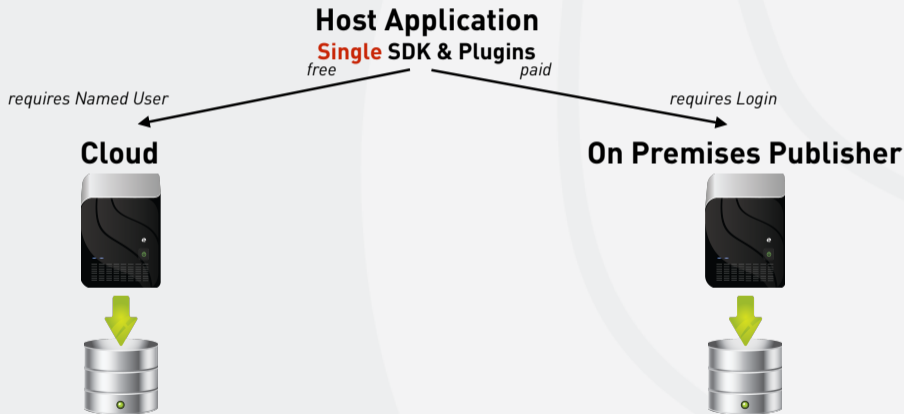 Host Application
Single SDK & Plugins
free
paid
requires Named User
requires Login
Cloud
On Premises Publisher